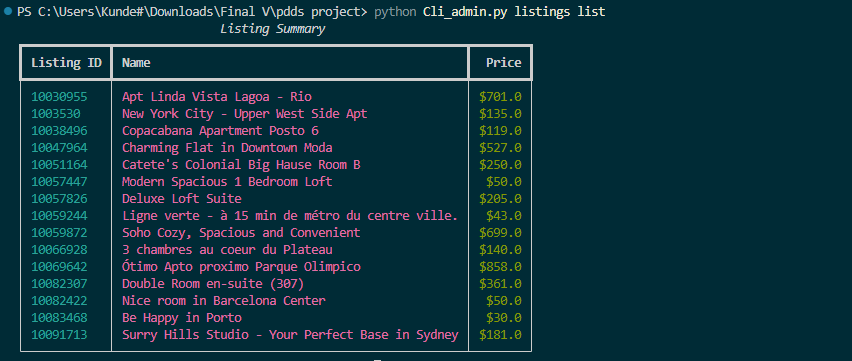 PS C:\Users\Kunde#\Downloads\Final V\pdds project> python Cli_admin.py listings list
Listing Summary
Listing ID Name Price
10030955 Apt Linda Vista Lagoa - Rio $701.0
1003530 New York City - Upper West Side Apt $135.0
10038496 Copacabana Apartment Posto 6 $119.0
10047964 Charming Flat in Downtown Moda $527.0
10051164 Catete's Colonial Big Hause Room B $250.0
10057447 Modern Spacious 1 Bedroom Loft $50.0
10057826 Deluxe Loft Suite $205.0
10059244 Ligne verte - à 15 min de métro du centre ville. $43.0
10059872 Soho Cozy, Spacious and Convenient $699.0
10066928 3 chambres au coeur du Plateau $140.0
10069642 Ótimo Apto proximo Parque Olimpico $858.0
10082307 Double Room en-suite (307) $361.0
10082422 Nice room in Barcelona Center $50.0
10083468 Be Happy in Porto $30.0
10091713 Surry Hills Studio - Your Perfect Base in Sydney $181.0